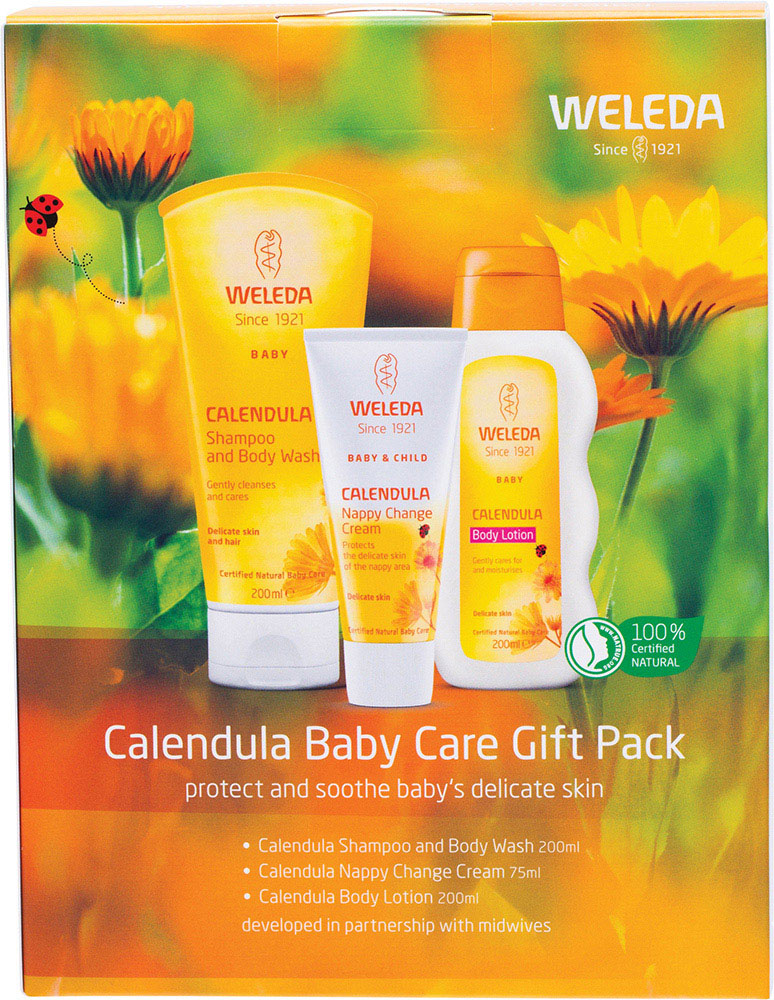 WELEDA
Since 1921
WELEDA
Since 1921
BABY
CALENDULA
Shampoo
and Body Wash
Gently cleanses
and cares
Delicate skin
and hair
Certified Natural Baby Care
200ml e
WELEDA
Since 1921
BABY & CHILD
CALENDULA
Nappy Change
Cream
Protects
the delicate skin
of the nappy area
Delicate skin
Certified Natural Baby Care
WELEDA
Since 1921
BABY
CALENDULA
Body Lotion
Gently cares for
and moisturises
Delicate skin
Certified Natural Baby Care
200ml e
www.NATRUE.ORG
100%
Certified
NATURAL
Calendula Baby Care Gift Pack
protect and soothe baby's delicate skin
• Calendula Shampoo and Body Wash 200ml
• Calendula Nappy Change Cream 75ml
• Calendula Body Lotion 200ml
developed in partnership with midwives